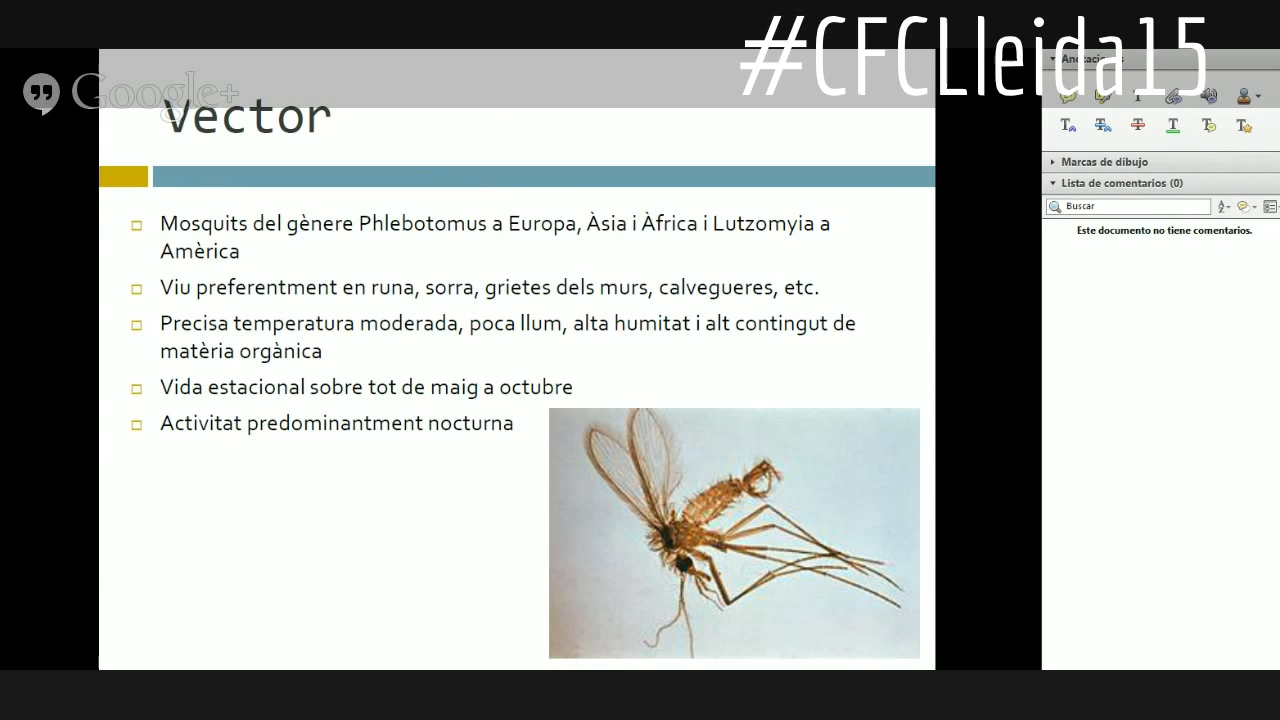 #CFCLleida15
Google+
Vector
Mosquits del gènere Phlebotomus a Europa, Àsia i Àfrica i Lutzomyia a
Amèrica
Viu preferentment en runa, sorra, grietes dels murs, calvegueres, etc.
Precisa temperatura moderada, poca llum, alta humitat i alt contingut de
matèria orgànica
Vida estacional sobre tot de maig a octubre
Activitat predominantment nocturna
Marcas de dibujo
Lista de comentarios (0)
Buscar
Este documento no tiene comentarios.